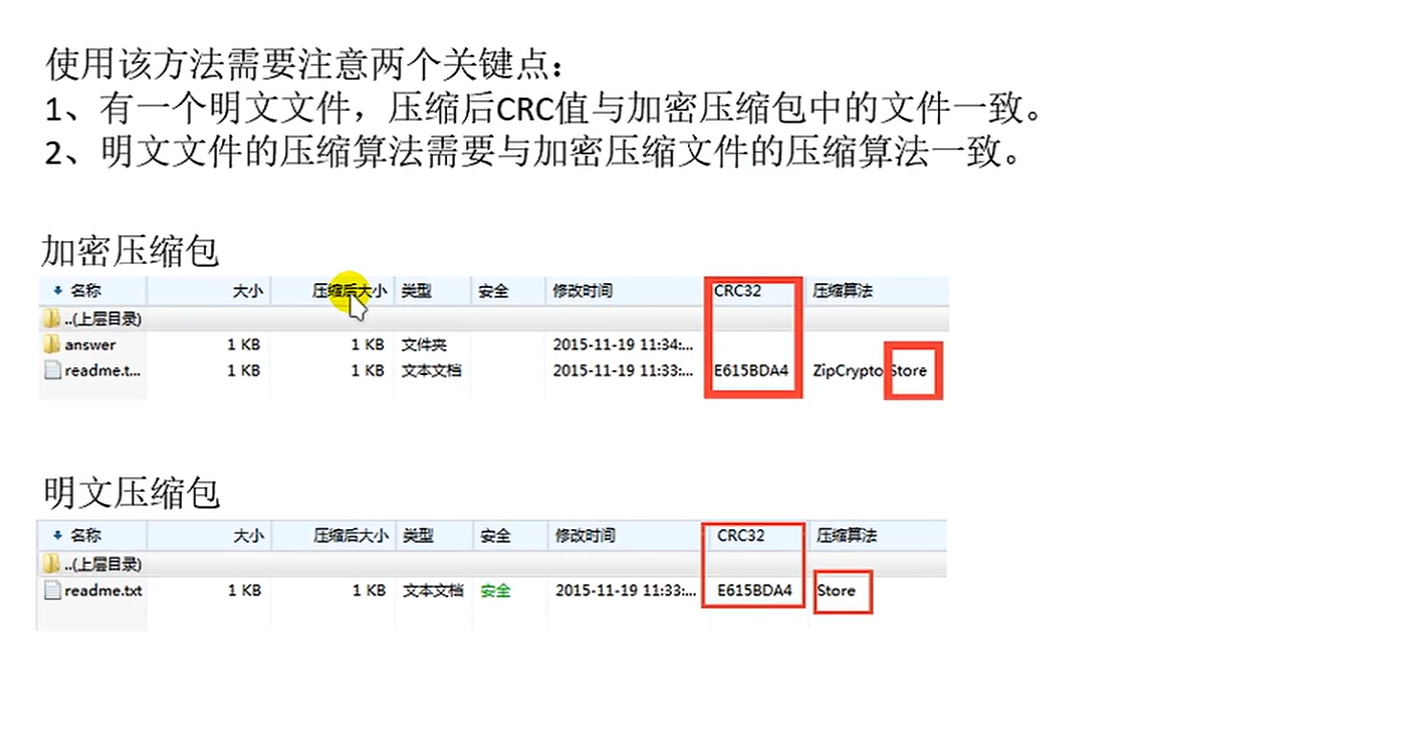 使用该方法需要注意两个关键点：
1、有一个明文文件，压缩后CRC值与加密压缩包中的文件一致。
2、明文文件的压缩算法需要与加密压缩文件的压缩算法一致。
加密压缩包
名称 大小 压缩后大小 类型 安全 修改时间 CRC32 压缩算法
..(上层目录)
answer 1 KB 1 KB 文件夹 2015-11-19 11:34:...
readme.t... 1 KB 1 KB 文本文档 2015-11-19 11:33:... E615BDA4 ZipCrypto Store
明文压缩包
名称 大小 压缩后大小 类型 安全 修改时间 CRC32 压缩算法
..(上层目录)
readme.txt 1 KB 1 KB 文本文档 安全 2015-11-19 11:33:... E615BDA4 Store